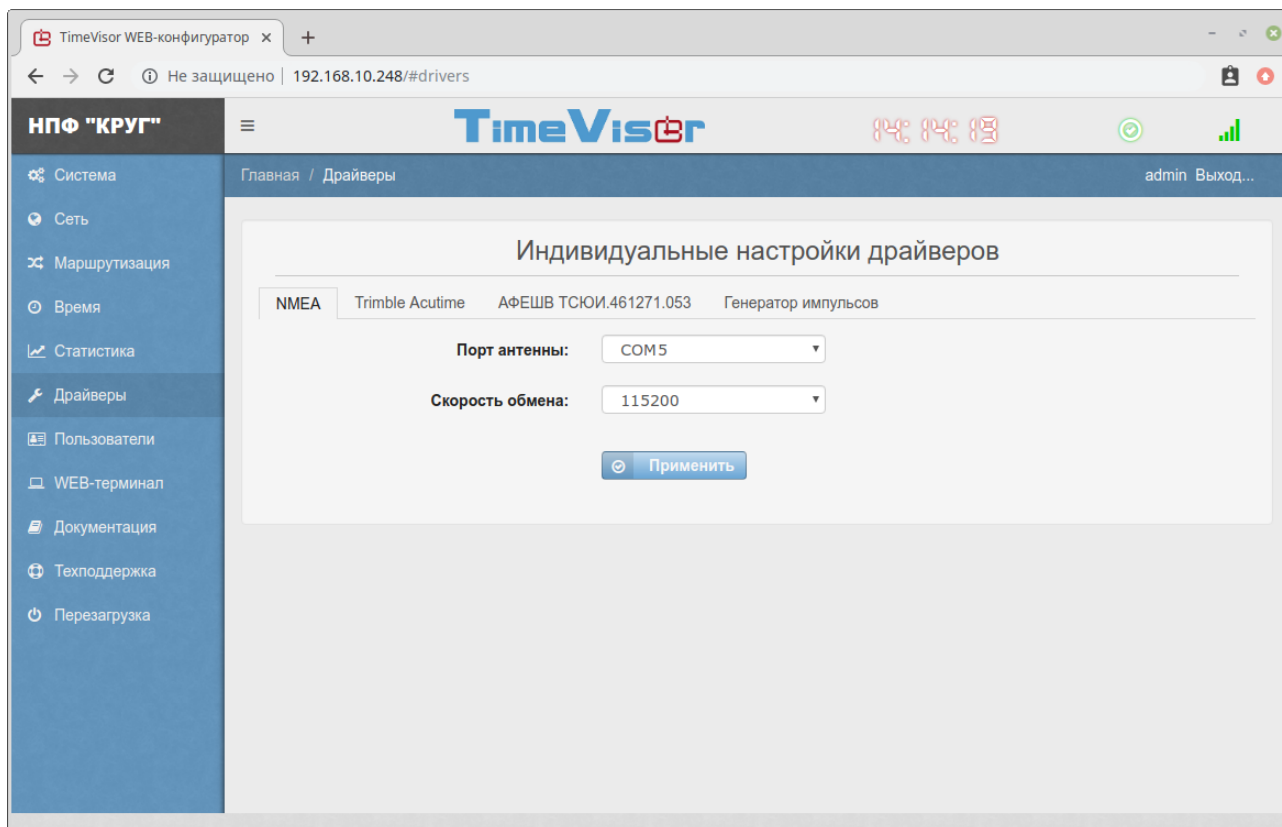 TimeVisor WEB-конфигуратор
Не защищено | 192.168.10.248/#drivers
НПФ "КРУГ"
TimeVisor
14:14:19
Главная / Драйверы
admin Выход...
Система
Сеть
Маршрутизация
Время
Статистика
Драйверы
Пользователи
WEB-терминал
Документация
Техподдержка
Перезагрузка
Индивидуальные настройки драйверов
NMEA Trimble Acutime АФЕШВ ТСЮИ.461271.053 Генератор импульсов
Порт антенны: COM5
Скорость обмена: 115200
Применить